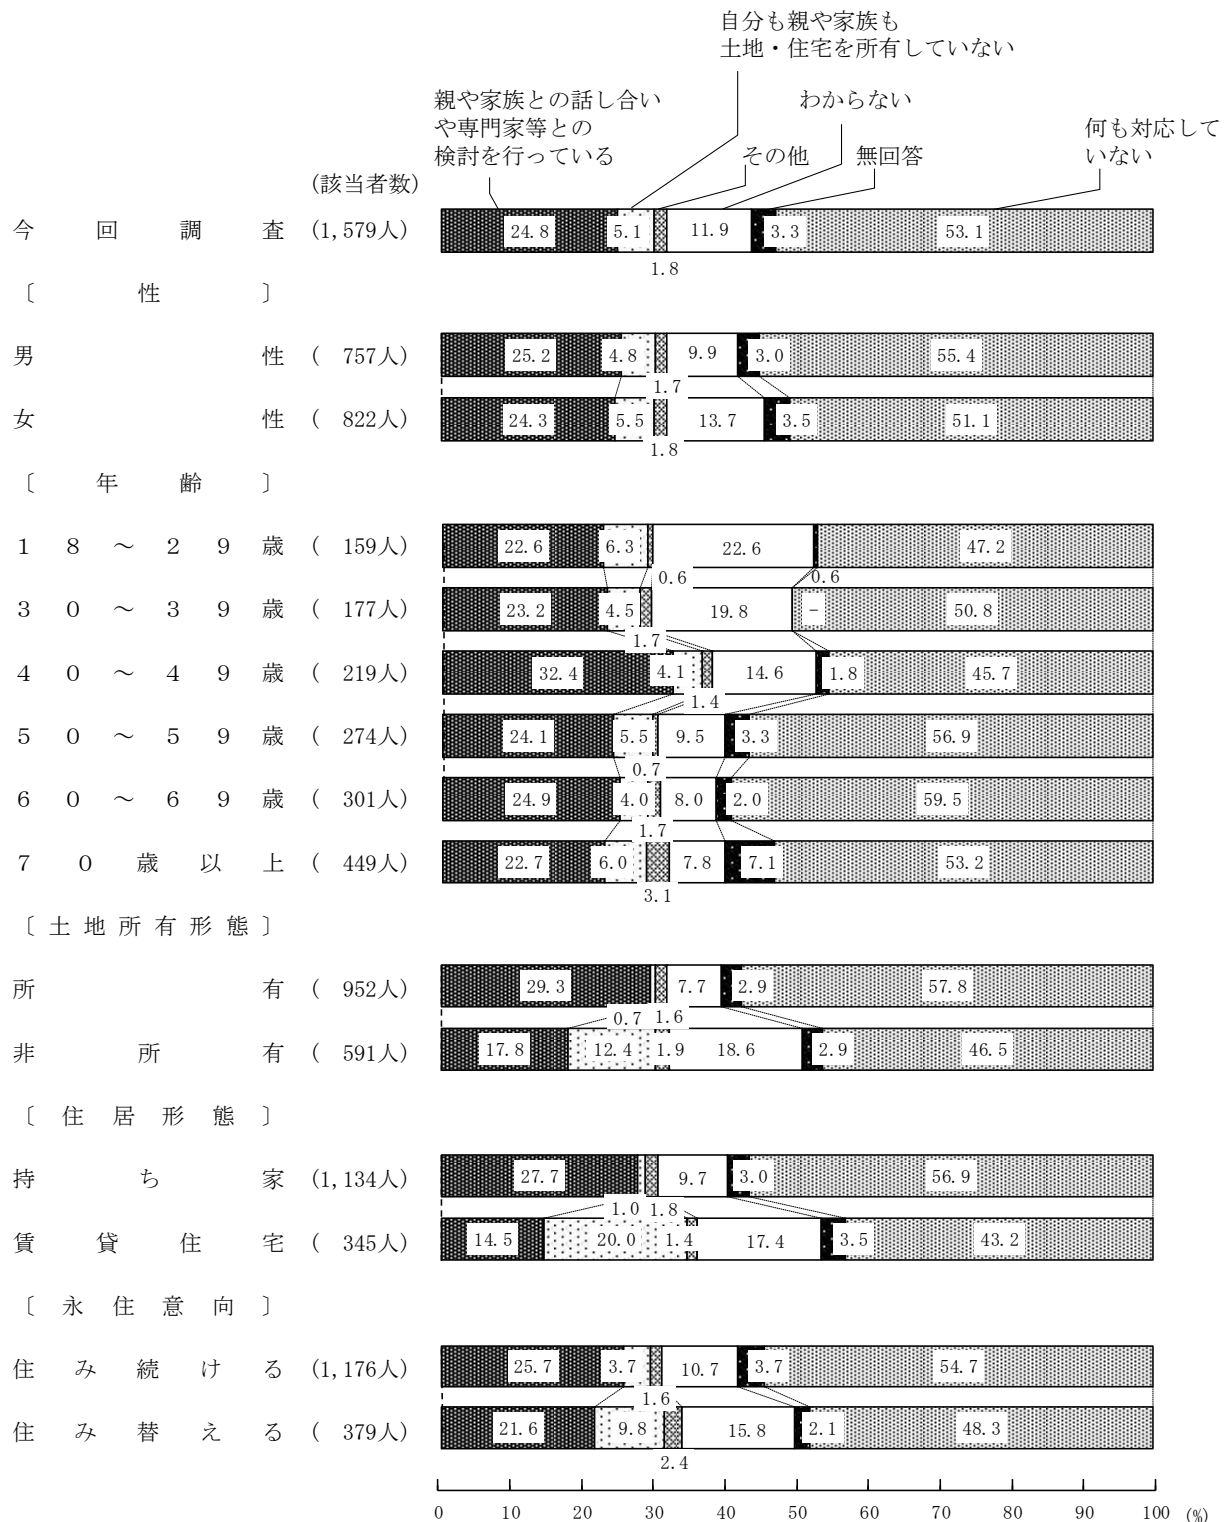 自分も親や家族も
土地・住宅を所有していない
親や家族との話し合い
や専門家等との
検討を行っている
わからない
その他
無回答
何も対応して
いない
(該当者数)
今回調査 (1,579人) 24.8 5.1 11.9 3.3 53.1
1.8
〔性〕
男性 (757人) 25.2 4.8 9.9 3.0 55.4
1.7
女性 (822人) 24.3 5.5 13.7 3.5 51.1
1.8
〔年齢〕
18～29歳 (159人) 22.6 6.3 22.6 47.2
0.6 0.6
30～39歳 (177人) 23.2 4.5 19.8 - 50.8
1.7
40～49歳 (219人) 32.4 4.1 14.6 1.8 45.7
1.4
50～59歳 (274人) 24.1 5.5 9.5 3.3 56.9
0.7
60～69歳 (301人) 24.9 4.0 8.0 2.0 59.5
1.7
70歳以上 (449人) 22.7 6.0 7.8 7.1 53.2
3.1
〔土地所有形態〕
所有 (952人) 29.3 7.7 2.9 57.8
0.7 1.6
非所有 (591人) 17.8 12.4 1.9 18.6 2.9 46.5
〔住居形態〕
持ち家 (1,134人) 27.7 9.7 3.0 56.9
1.0 1.8
賃貸住宅 (345人) 14.5 20.0 1.4 17.4 3.5 43.2
〔永住意向〕
住み続ける (1,176人) 25.7 3.7 10.7 3.7 54.7
1.6
住み替える (379人) 21.6 9.8 15.8 2.1 48.3
2.4
0 10 20 30 40 50 60 70 80 90 100 (%)